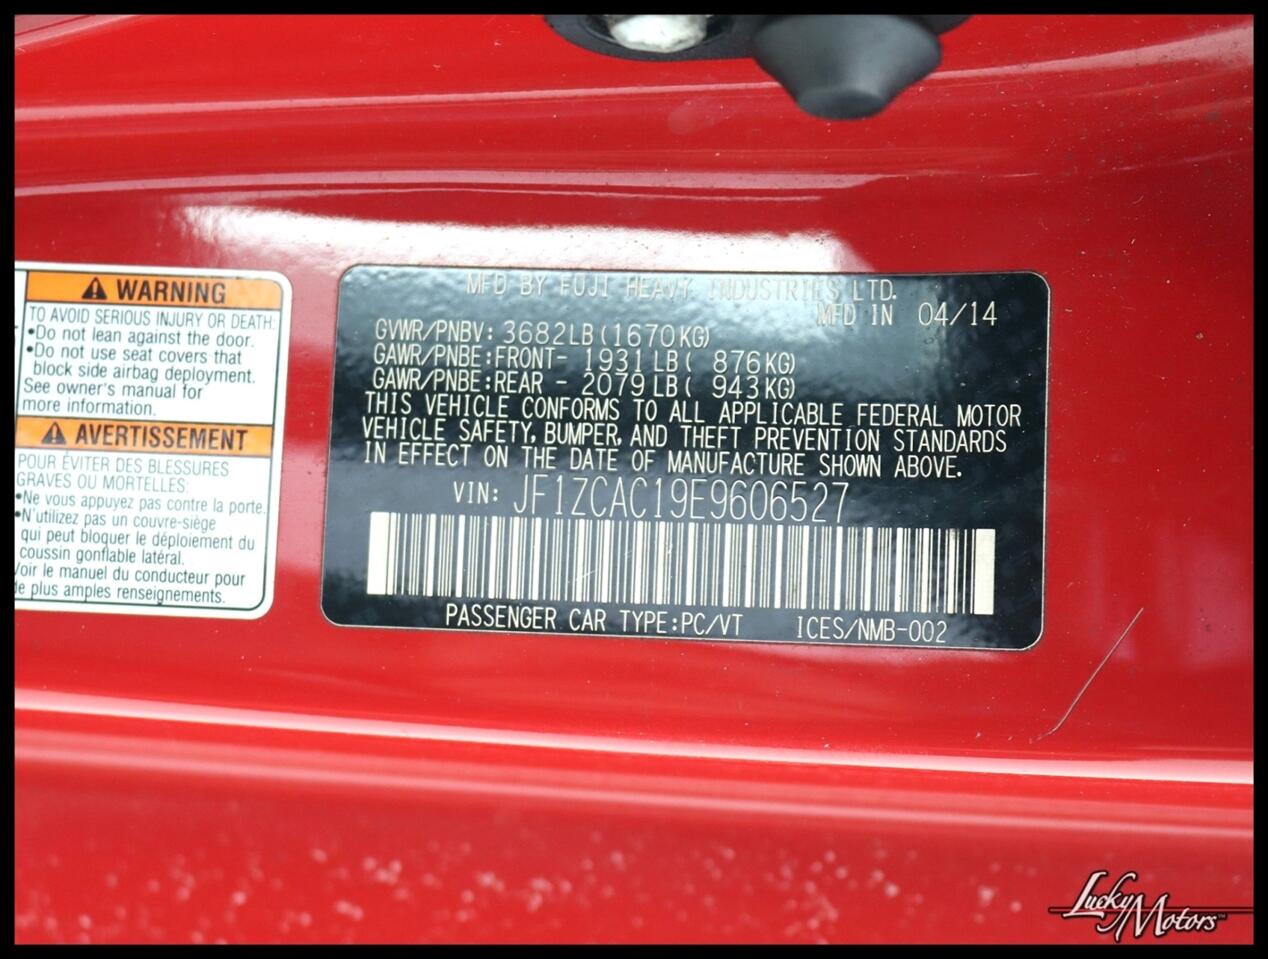 WARNING
TO AVOID SERIOUS INJURY OR DEATH:
•Do not lean against the door.
•Do not use seat covers that
block side airbag deployment.
See owner's manual for
more information.
AVERTISSEMENT
POUR ÉVITER DES BLESSURES
GRAVES OU MORTELLES:
•Ne vous appuyez pas contre la porte.
•N'utilizez pas un couvre-siège
qui peut bloquer le déploiement du
coussin gonflable latéral.
Voir le manuel du conducteur pour
de plus amples renseignements.
MFD BY FUJI HEAVY INDUSTRIES LTD.
MFD IN 04/14
GVWR/PNBV: 3682LB(1670KG)
GAWR/PNBE:FRONT- 1931LB( 876KG)
GAWR/PNBE:REAR - 2079LB( 943KG)
THIS VEHICLE CONFORMS TO ALL APPLICABLE FEDERAL MOTOR
VEHICLE SAFETY, BUMPER, AND THEFT PREVENTION STANDARDS
IN EFFECT ON THE DATE OF MANUFACTURE SHOWN ABOVE.
VIN: JF1ZCAC19E9606527
PASSENGER CAR TYPE:PC/VT ICES/NMB-002
Lucky Motors™